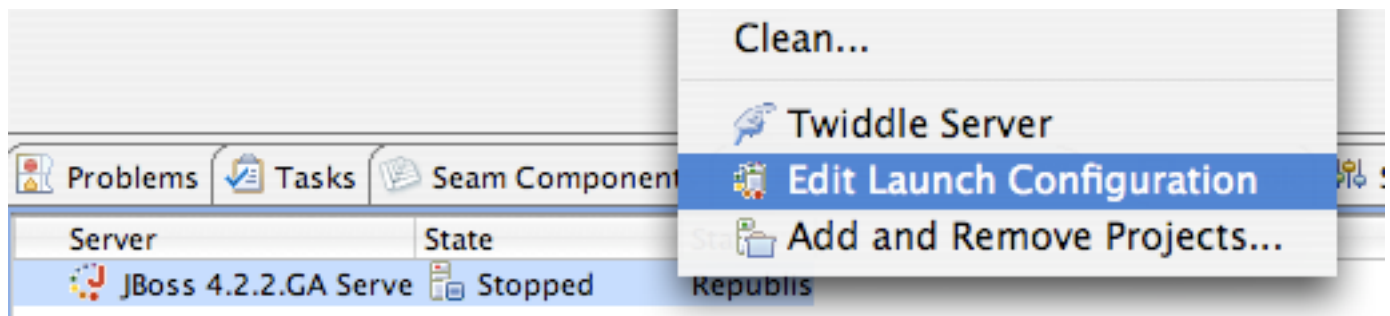 Clean...
Twiddle Server
Problems Tasks Seam Component Edit Launch Configuration
Add and Remove Projects...
Server State
JBoss 4.2.2.GA Serve Stopped Republis